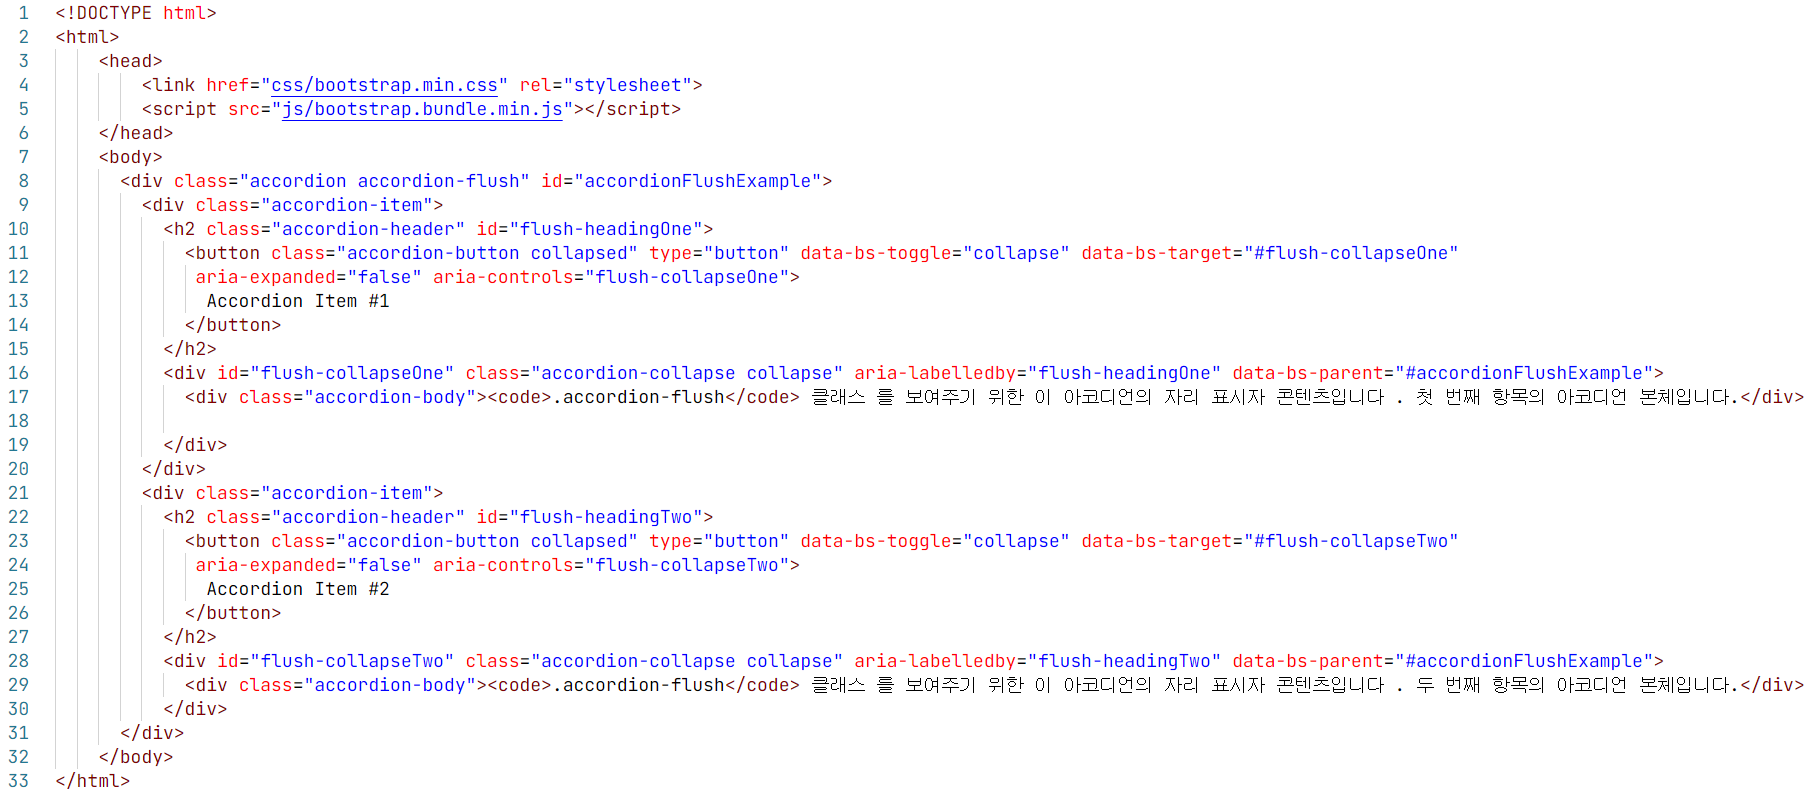 1 <!DOCTYPE html>
2 <html>
3 <head>
4 <link href="css/bootstrap.min.css" rel="stylesheet">
5 <script src="js/bootstrap.bundle.min.js"></script>
6 </head>
7 <body>
8 <div class="accordion accordion-flush" id="accordionFlushExample">
9 <div class="accordion-item">
10 <h2 class="accordion-header" id="flush-headingOne">
11 <button class="accordion-button collapsed" type="button" data-bs-toggle="collapse" data-bs-target="#flush-collapseOne"
12 aria-expanded="false" aria-controls="flush-collapseOne">
13 Accordion Item #1
14 </button>
15 </h2>
16 <div id="flush-collapseOne" class="accordion-collapse collapse" aria-labelledby="flush-headingOne" data-bs-parent="#accordionFlushExample">
17 <div class="accordion-body"><code>.accordion-flush</code> 클래스 를 보여주기 위한 이 아코디언의 자리 표시자 콘텐츠입니다 . 첫 번째 항목의 아코디언 본체입니다.</div>
18
19 </div>
20 </div>
21 <div class="accordion-item">
22 <h2 class="accordion-header" id="flush-headingTwo">
23 <button class="accordion-button collapsed" type="button" data-bs-toggle="collapse" data-bs-target="#flush-collapseTwo"
24 aria-expanded="false" aria-controls="flush-collapseTwo">
25 Accordion Item #2
26 </button>
27 </h2>
28 <div id="flush-collapseTwo" class="accordion-collapse collapse" aria-labelledby="flush-headingTwo" data-bs-parent="#accordionFlushExample">
29 <div class="accordion-body"><code>.accordion-flush</code> 클래스 를 보여주기 위한 이 아코디언의 자리 표시자 콘텐츠입니다 . 두 번째 항목의 아코디언 본체입니다.</div>
30 </div>
31 </div>
32 </body>
33 </html>